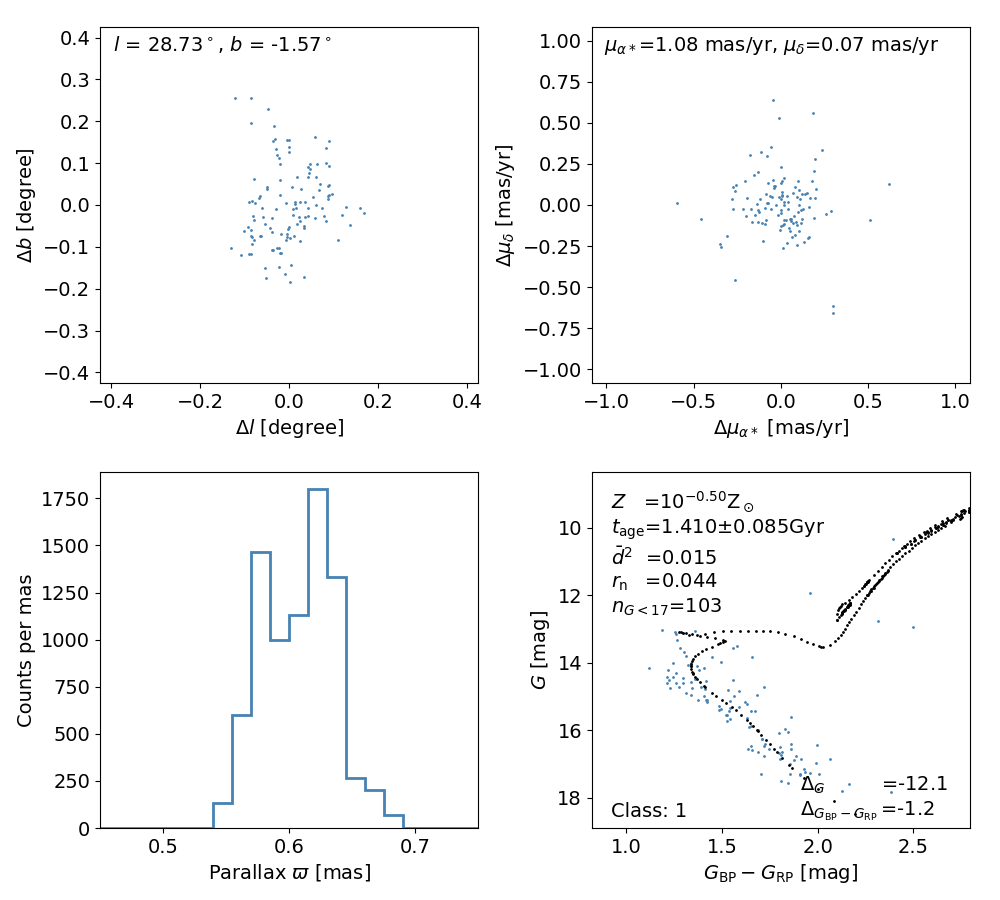 l = 28.73°, b = -1.57°
0.4
0.3
0.2
0.1
0.0
−0.1
−0.2
−0.3
−0.4
Δb [degree]
−0.4 −0.2 0.0 0.2 0.4
Δl [degree]
μα*=1.08 mas/yr, μδ=0.07 mas/yr
1.00
0.75
0.50
0.25
0.00
−0.25
−0.50
−0.75
−1.00
Δμδ [mas/yr]
−1.0 −0.5 0.0 0.5 1.0
Δμα* [mas/yr]
1750
1500
1250
1000
750
500
250
0
Counts per mas
0.5 0.6 0.7
Parallax ϖ [mas]
Z =10^−0.50 Z⊙
t_age=1.410±0.085Gyr
d̄² =0.015
r_n =0.044
n_G<17=103
10
12
14
16
18
G [mag]
Δ_G =-12.1
Class: 1 Δ_GBP−GRP =-1.2
1.0 1.5 2.0 2.5
G_BP − G_RP [mag]